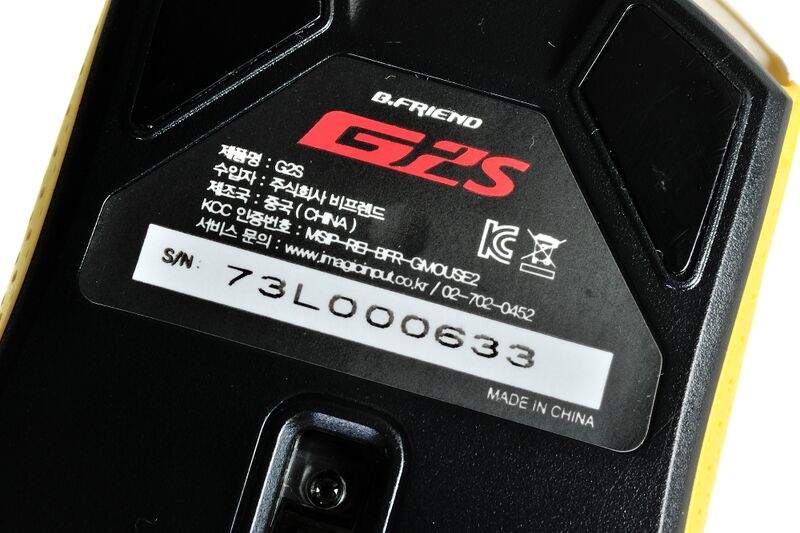 B.FRIEND
G2S
제품명 : G2S
수입자 : 주식회사 비프렌드
제조국 : 중국 ( CHINA )
KCC 인증번호 : MSIP-REI-BFR-GMOUSE2
서비스 문의 : www.imagicinput.co.kr / 02-702-0452
S/N: 73L000633
MADE IN CHINA